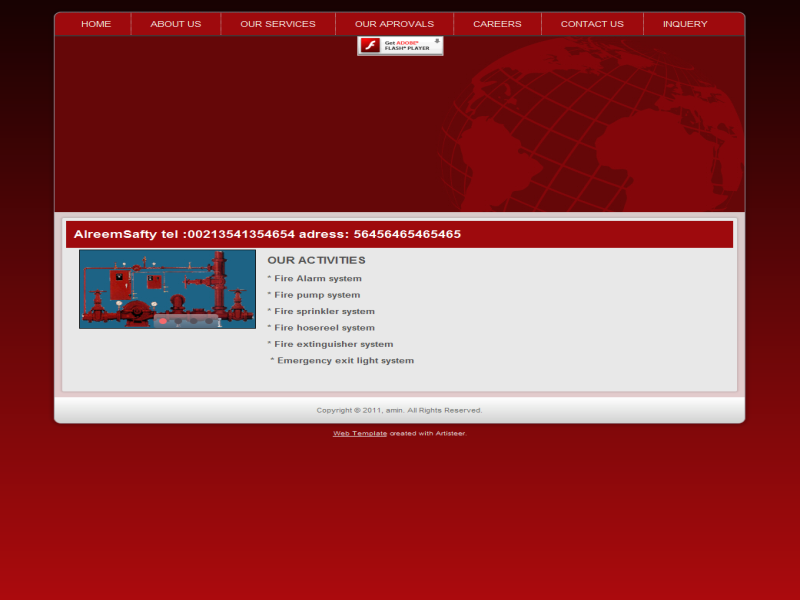 HOME ABOUT US OUR SERVICES OUR APROVALS CAREERS CONTACT US INQUERY
Get ADOBE®
FLASH® PLAYER
AlreemSafty tel :00213541354654 adress: 56456465465465
OUR ACTIVITIES
* Fire Alarm system
* Fire pump system
* Fire sprinkler system
* Fire hosereel system
* Fire extinguisher system
* Emergency exit light system
Copyright © 2011, amin. All Rights Reserved.
Web Template created with Artisteer.